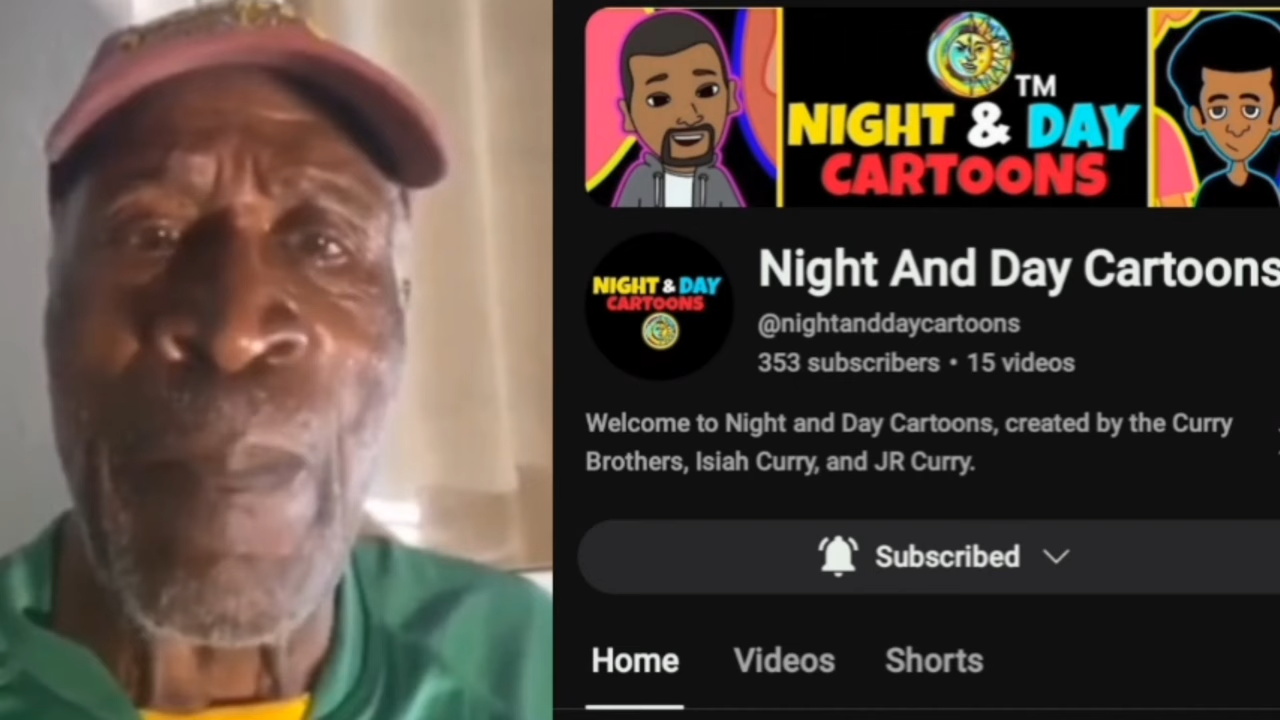 TM
NIGHT & DAY
CARTOONS
NIGHT & DAY
CARTOONS
Night And Day Cartoons
@nightanddaycartoons
353 subscribers • 15 videos
Welcome to Night and Day Cartoons, created by the Curry
Brothers, Isiah Curry, and JR Curry.
Subscribed
Home Videos Shorts